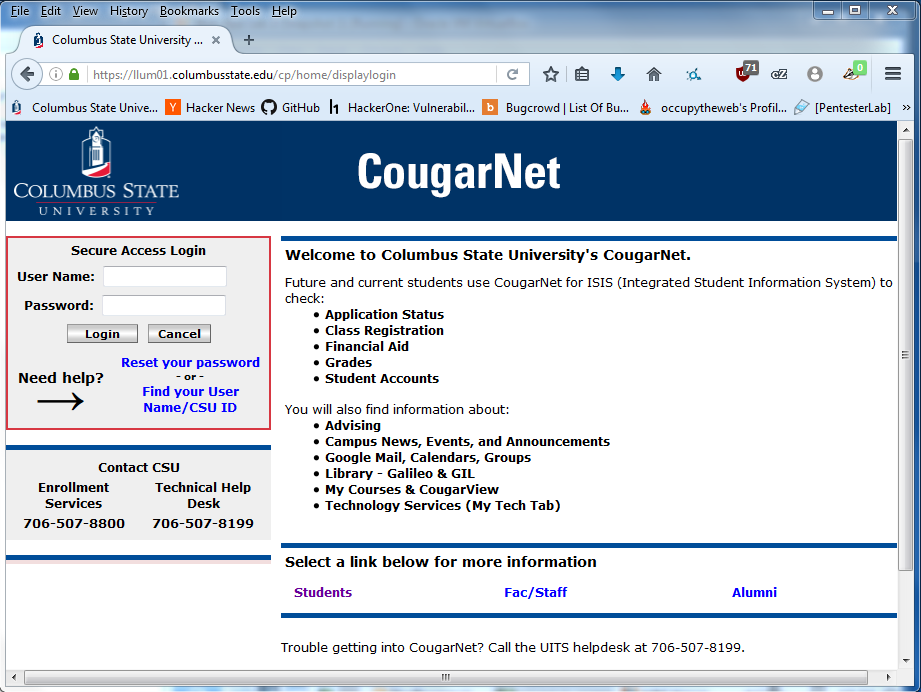 File Edit View History Bookmarks Tools Help
Columbus State University ...
https://llum01.columbusstate.edu/cp/home/displaylogin
71
0
Columbus State Unive...
Hacker News
GitHub
HackerOne: Vulnerabil...
Bugcrowd | List Of Bu...
occupytheweb's Profil...
[PentesterLab]
COLUMBUS STATE
UNIVERSITY
CougarNet
Secure Access Login
User Name:
Password:
Login Cancel
Need help?
Reset your password
- or -
Find your User
Name/CSU ID
Contact CSU
Enrollment
Services
706-507-8800
Technical Help
Desk
706-507-8199
Welcome to Columbus State University's CougarNet.
Future and current students use CougarNet for ISIS (Integrated Student Information System) to
check:
• Application Status
• Class Registration
• Financial Aid
• Grades
• Student Accounts
You will also find information about:
• Advising
• Campus News, Events, and Announcements
• Google Mail, Calendars, Groups
• Library - Galileo & GIL
• My Courses & CougarView
• Technology Services (My Tech Tab)
Select a link below for more information
Students Fac/Staff Alumni
Trouble getting into CougarNet? Call the UITS helpdesk at 706-507-8199.